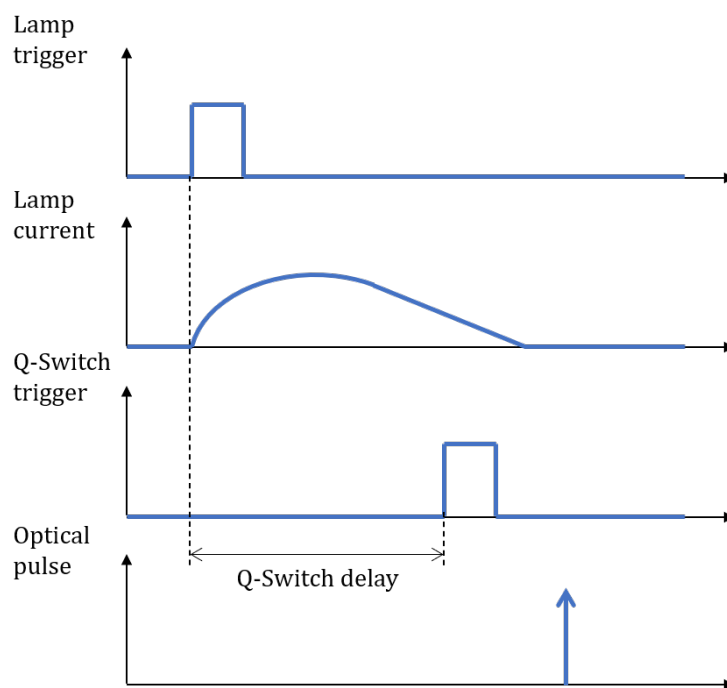 Lamp
trigger
Lamp
current
Q-Switch
trigger
Optical
pulse
Q-Switch delay